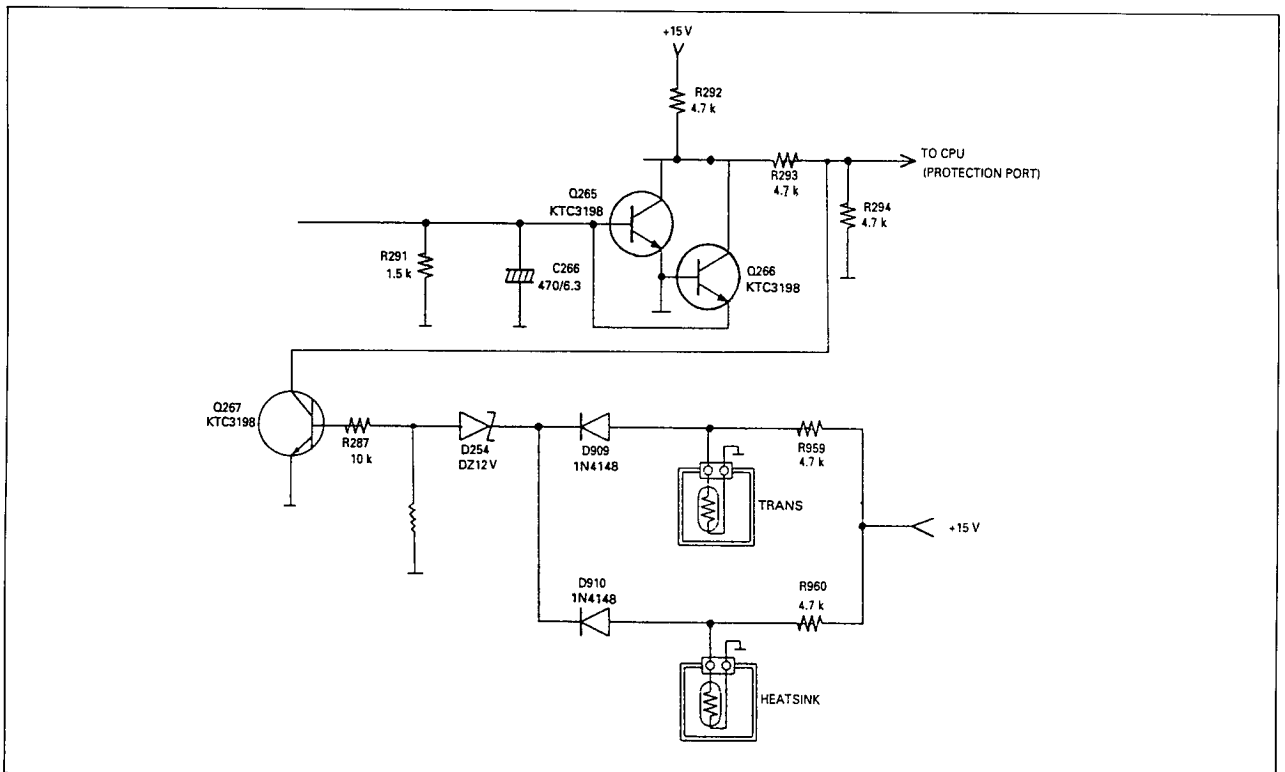 +15 V
R292
4.7 k
TO CPU
(PROTECTION PORT)
R293
4.7 k
Q265
KTC3198
R294
4.7 k
R291
1.5 k
C266
470/6.3
Q266
KTC3198
Q267
KTC3198
R287
10 k
D254
DZ12V
D909
1N4148
R959
4.7 k
TRANS
+15 V
D910
1N4148
R960
4.7 k
HEATSINK